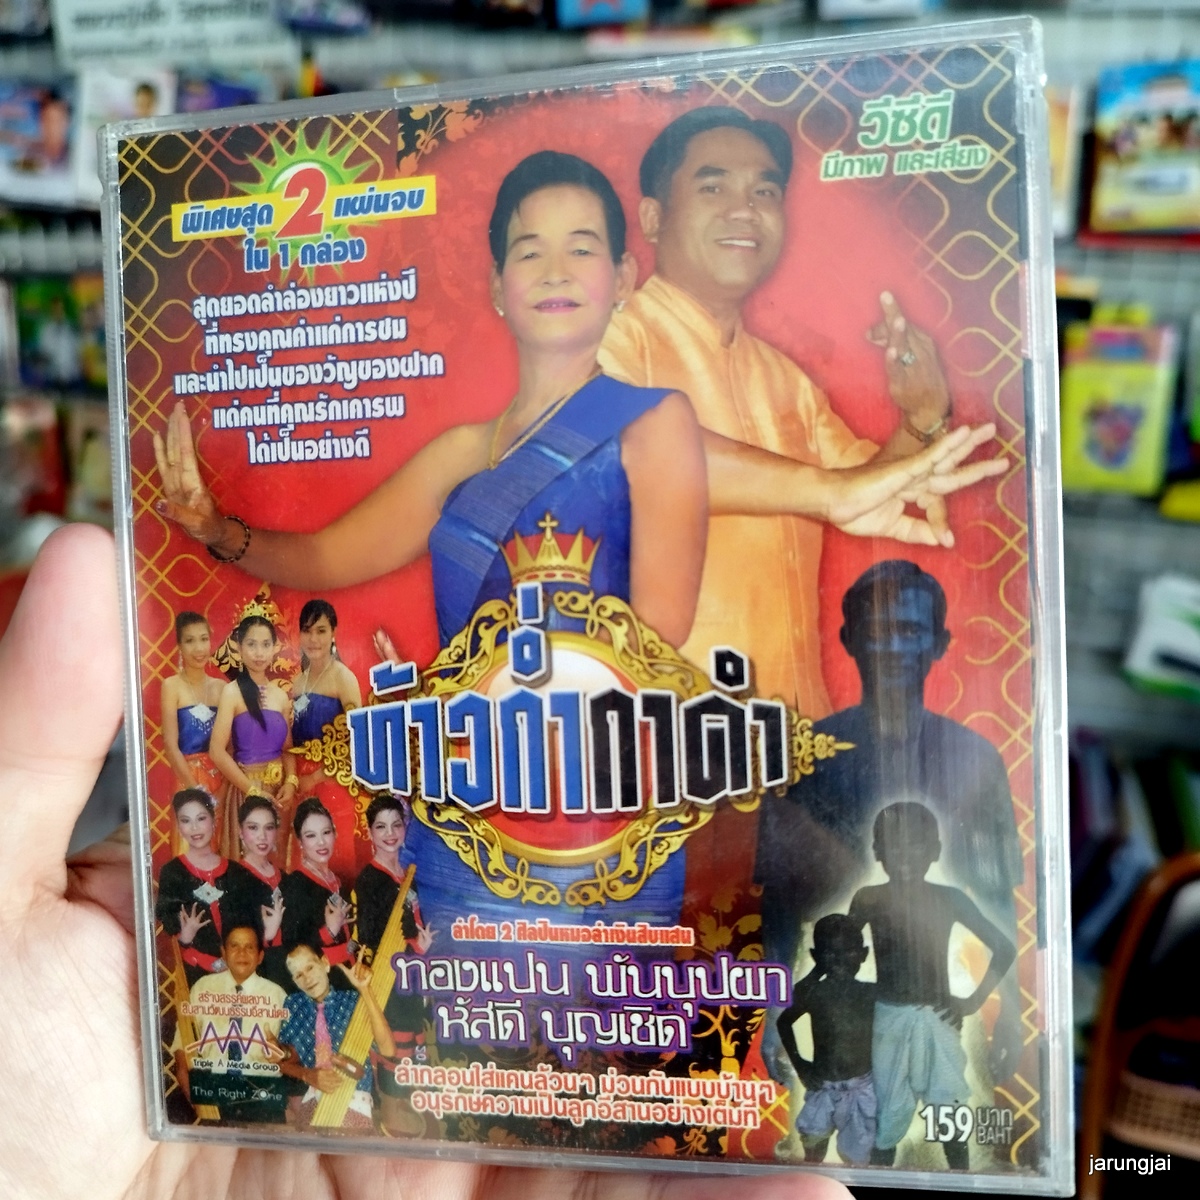 วีซีดี
มีภาพ และเสียง
พิเศษสุด 2 แผ่นจบ
ใน 1 กล่อง
สุดยอดลำล่องยาวแห่งปี
ที่ทรงคุณค่าแก่การชม
และนำไปเป็นของขวัญของฝาก
แด่คนที่คุณรักเคารพ
ได้เป็นอย่างดี
ท้าวก่ำกาดำ
ลำโดย 2 ศิลปินหมอลำเงินสิบแสน
ทองแปน พันบุปผา
หัสดี บุญเชิด
สร้างสรรค์ผลงาน
สืบสานวัฒนธรรมอีสานโดย
AAA
Triple A Media Group
The Right Zone
ลำกลอนใส่แคนล้วนๆ ม่วนกันแบบบ้านๆ
อนุรักษ์ความเป็นลูกอีสานอย่างเต็มที่
159 บาท
BAHT
jarungjai